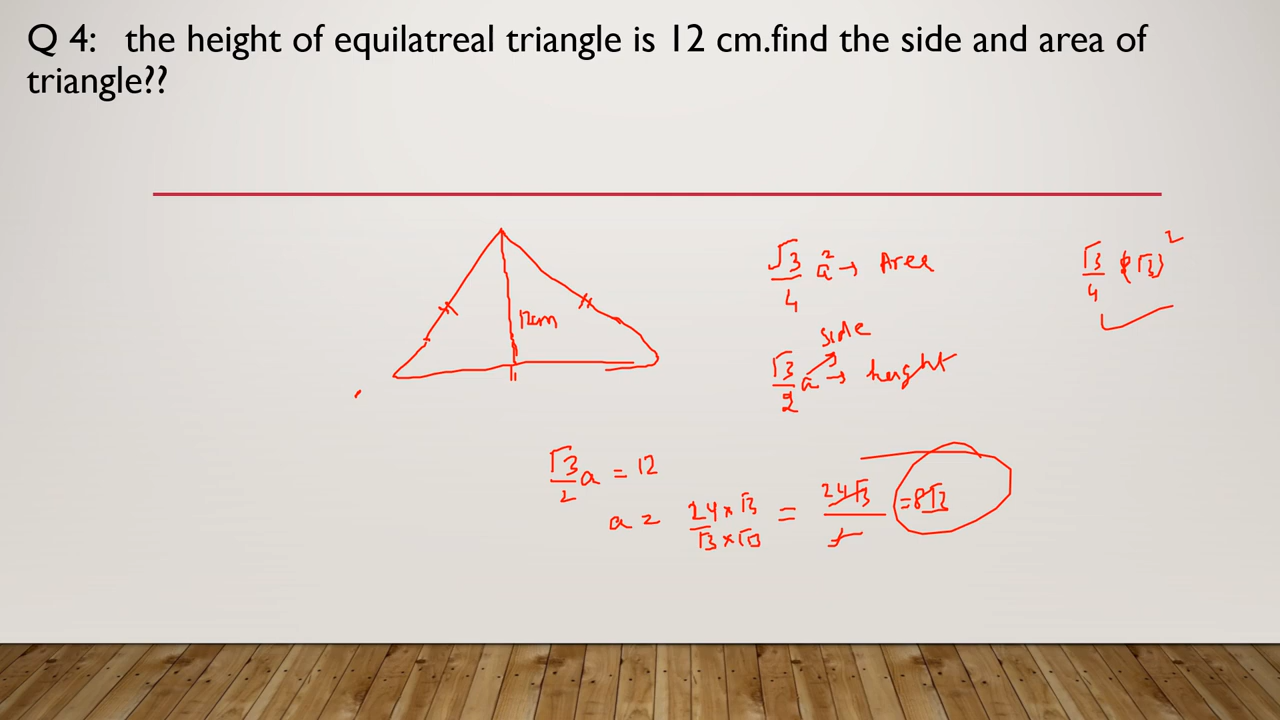 Q 4: the height of equilatreal triangle is 12 cm.find the side and area of
triangle??
12cm
√3/4 a² → Area
side
√3/2 a → height
√3/4 (8√3)²
√3/2 a = 12
a = 24 × √3 / √3 × √3 = 24√3 / 3 = 8√3